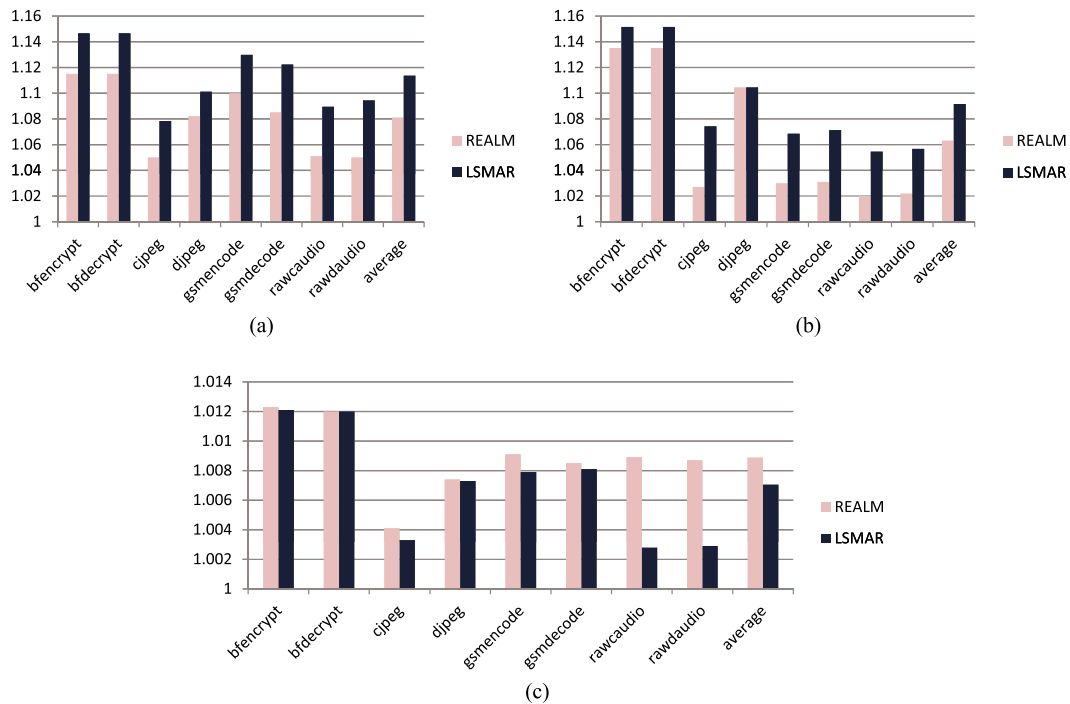 1.16
1.14
1.12
1.1
1.08
1.06
1.04
1.02
1
bfencrypt
bfdecrypt
cjpeg
djpeg
gsmencode
gsmdecode
rawcaudio
rawdaudio
average
REALM
LSMAR
(a)
1.16
1.14
1.12
1.1
1.08
1.06
1.04
1.02
1
bfencrypt
bfdecrypt
cjpeg
djpeg
gsmencode
gsmdecode
rawcaudio
rawdaudio
average
REALM
LSMAR
(b)
1.014
1.012
1.01
1.008
1.006
1.004
1.002
1
bfencrypt
bfdecrypt
cjpeg
djpeg
gsmencode
gsmdecode
rawcaudio
rawdaudio
average
REALM
LSMAR
(c)